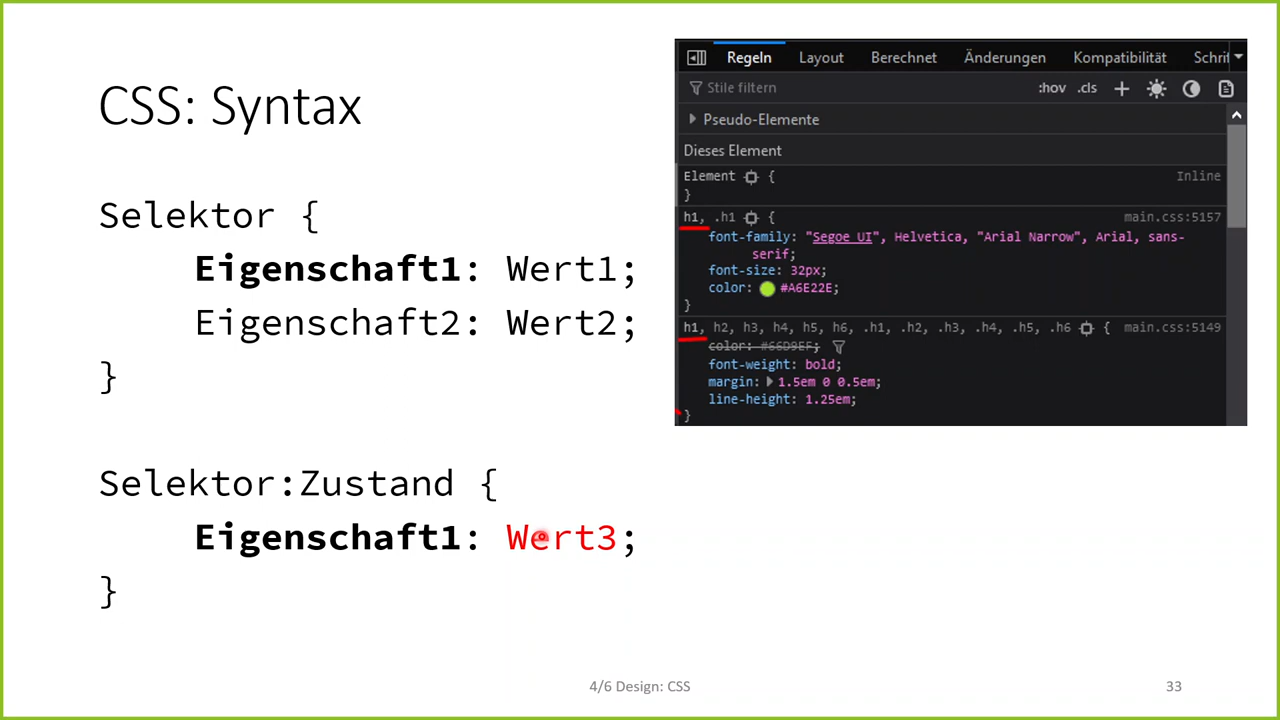 CSS: Syntax
Selektor {
Eigenschaft1: Wert1;
Eigenschaft2: Wert2;
}
Selektor:Zustand {
Eigenschaft1: Wert3;
}
Regeln Layout Berechnet Änderungen Kompatibilität Schrif
Stile filtern :hov .cls +
Pseudo-Elemente
Dieses Element
Element { Inline
}
h1, .h1 { main.css:5157
font-family: "Segoe UI", Helvetica, "Arial Narrow", Arial, sans-
serif;
font-size: 32px;
color: #A6E22E;
}
h1, h2, h3, h4, h5, h6, .h1, .h2, .h3, .h4, .h5, .h6 { main.css:5149
color: #66D9EF;
font-weight: bold;
margin: 1.5em 0 0.5em;
line-height: 1.25em;
}
4/6 Design: CSS
33